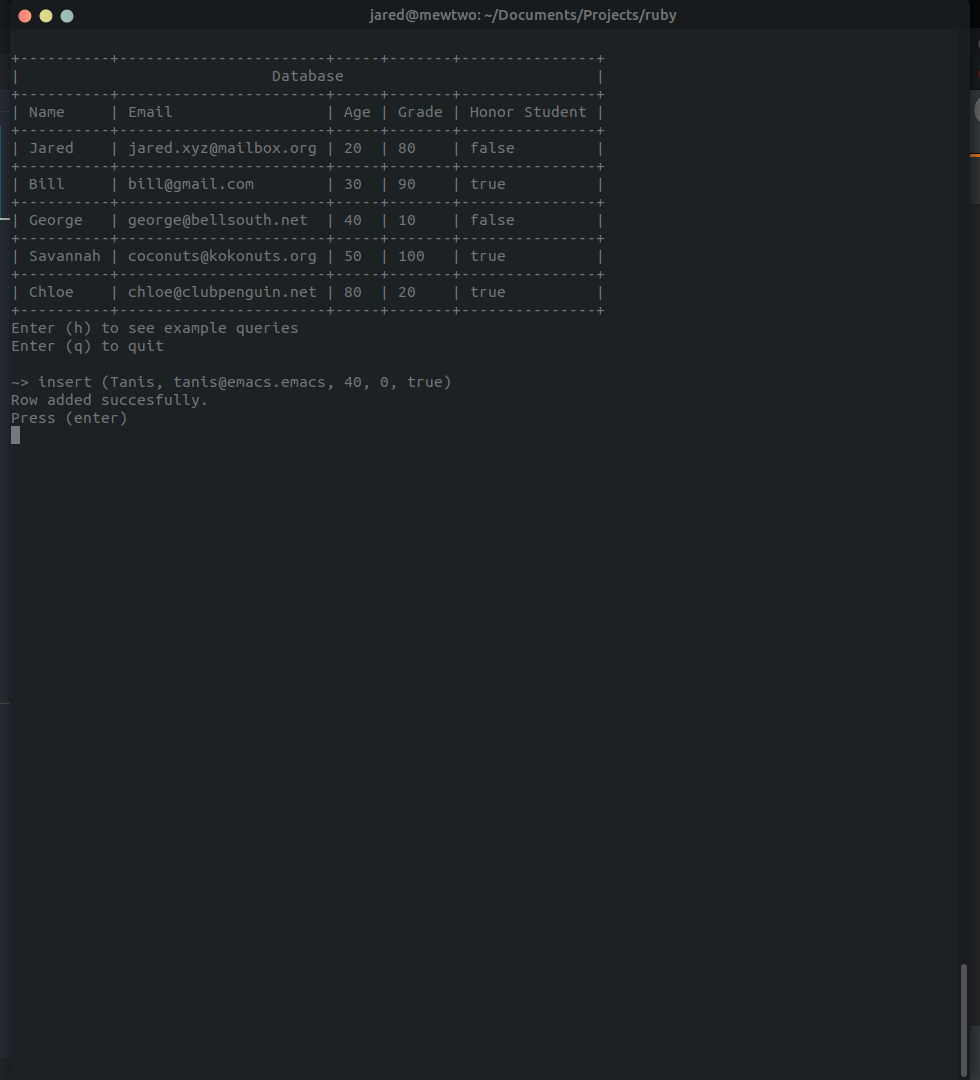 jared@mewtwo: ~/Documents/Projects/ruby
+----------+-----------------------+-----+-------+---------------+
|                            Database                            |
+----------+-----------------------+-----+-------+---------------+
| Name     | Email                 | Age | Grade | Honor Student |
+----------+-----------------------+-----+-------+---------------+
| Jared    | jared.xyz@mailbox.org | 20  | 80    | false         |
+----------+-----------------------+-----+-------+---------------+
| Bill     | bill@gmail.com        | 30  | 90    | true          |
+----------+-----------------------+-----+-------+---------------+
| George   | george@bellsouth.net  | 40  | 10    | false         |
+----------+-----------------------+-----+-------+---------------+
| Savannah | coconuts@kokonuts.org | 50  | 100   | true          |
+----------+-----------------------+-----+-------+---------------+
| Chloe    | chloe@clubpenguin.net | 80  | 20    | true          |
+----------+-----------------------+-----+-------+---------------+
Enter (h) to see example queries
Enter (q) to quit
~> insert (Tanis, tanis@emacs.emacs, 40, 0, true)
Row added succesfully.
Press (enter)